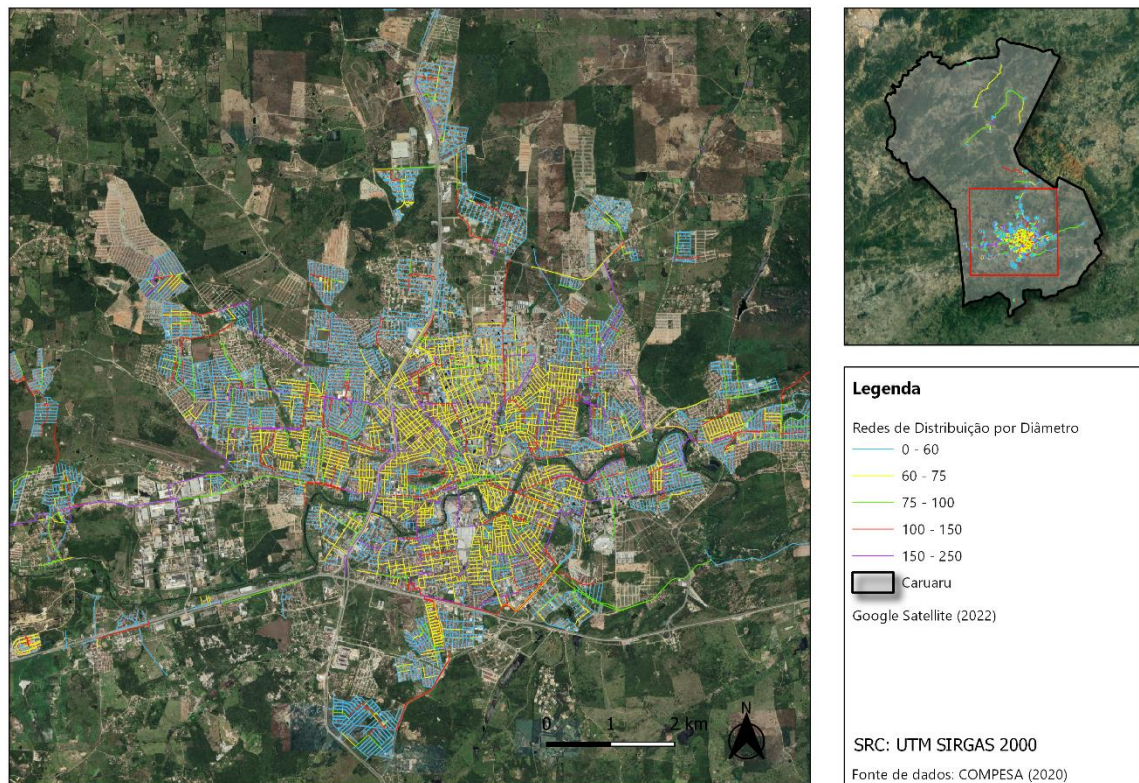 0 1 2 km
N
Legenda
Redes de Distribuição por Diâmetro
0 - 60
60 - 75
75 - 100
100 - 150
150 - 250
Caruaru
Google Satellite (2022)
SRC: UTM SIRGAS 2000
Fonte de dados: COMPESA (2020)